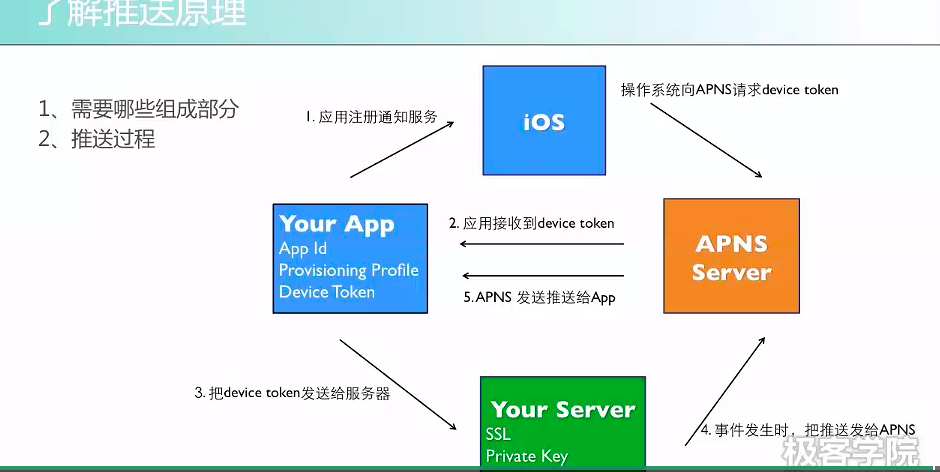 了解推送原理
1、需要哪些组成部分
2、推送过程
1. 应用注册通知服务
iOS
操作系统向APNS请求device token
Your App
App Id
Provisioning Profile
Device Token
2. 应用接收到device token
5. APNS 发送推送给App
APNS
Server
3. 把device token发送给服务器
Your Server
SSL
Private Key
4. 事件发生时，把推送发给APNS
极客学院